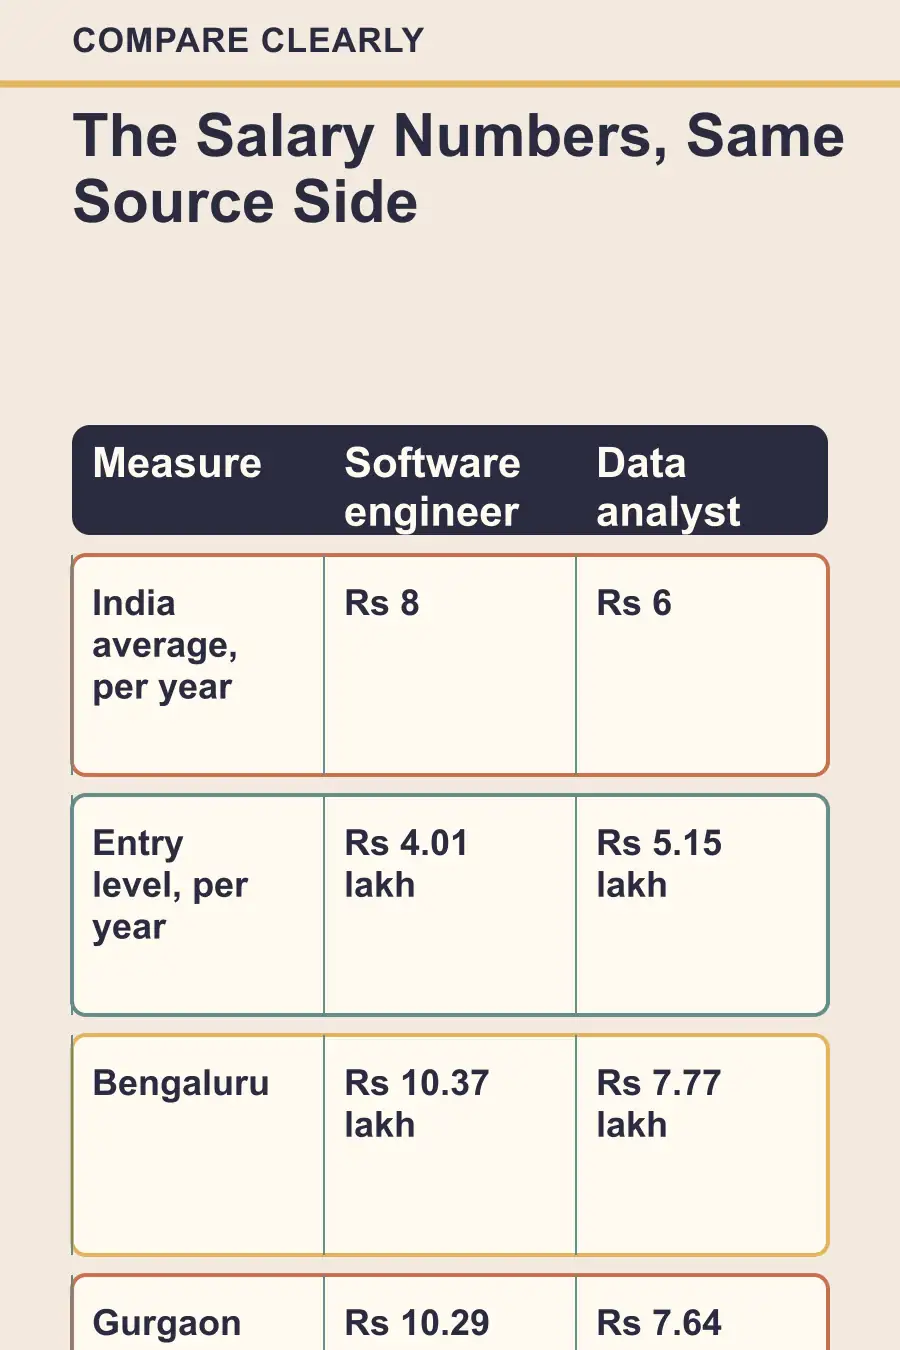 COMPARE CLEARLY
The Salary Numbers, Same
Source Side
Measure
Software
engineer
Data
analyst
India
average,
per year
Rs 8
Rs 6
Entry
level, per
year
Rs 4.01
lakh
Rs 5.15
lakh
Bengaluru
Rs 10.37
lakh
Rs 7.77
lakh
Gurgaon
Rs 10.29
Rs 7.64